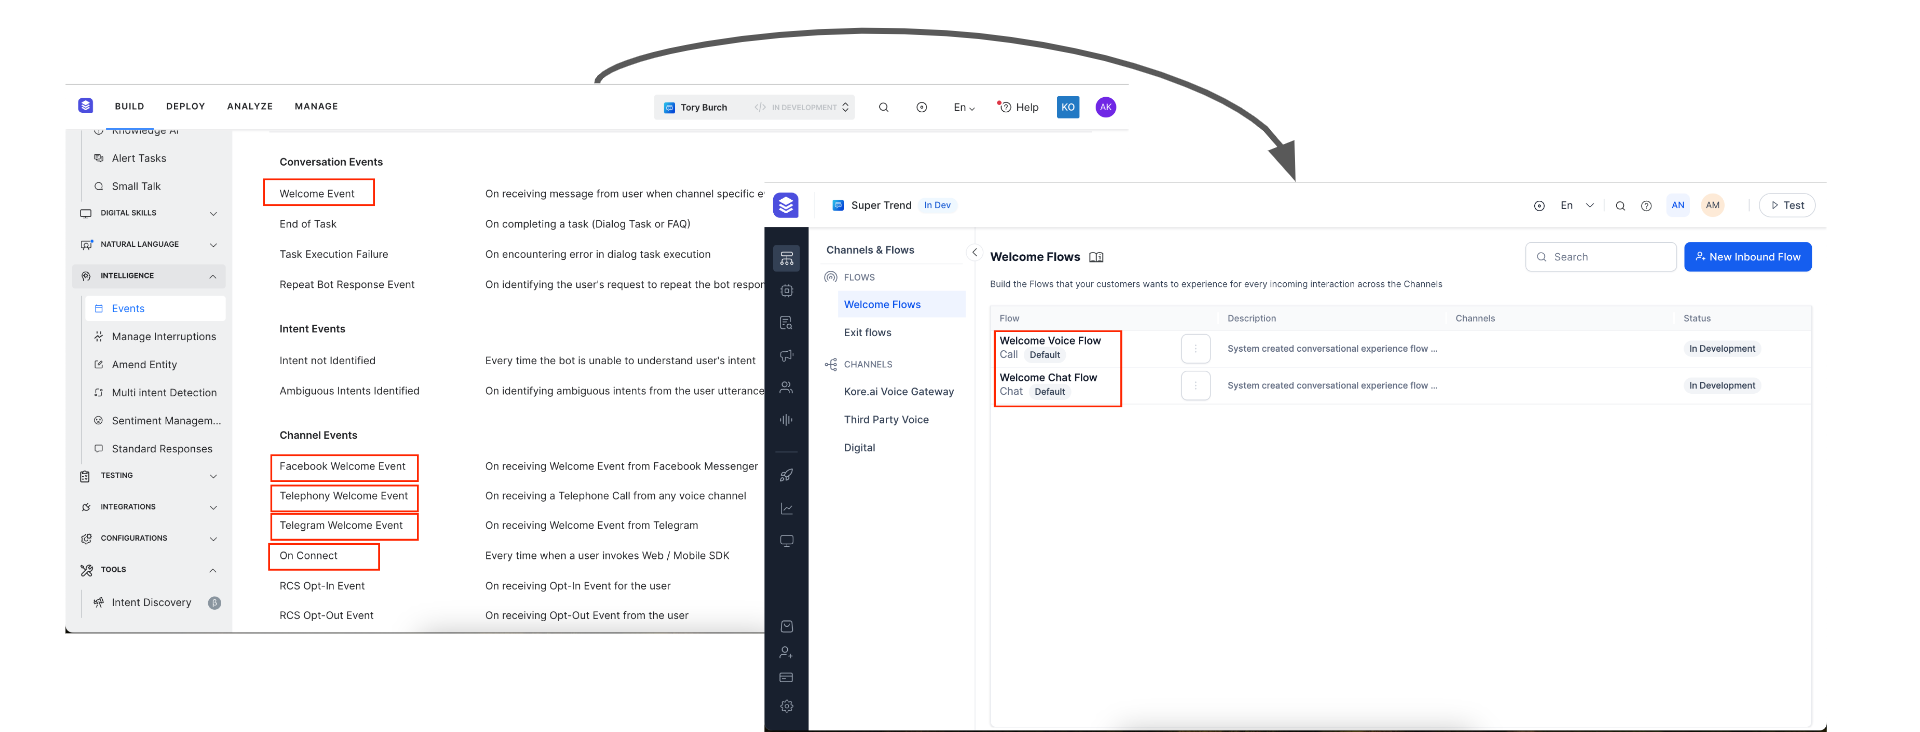 BUILD DEPLOY ANALYZE MANAGE
Tory Burch </> IN DEVELOPMENT En Help KO AK
Knowledge AI
Alert Tasks
Small Talk
DIGITAL SKILLS
NATURAL LANGUAGE
INTELLIGENCE
Events
Manage Interruptions
Amend Entity
Multi intent Detection
Sentiment Managem...
Standard Responses
TESTING
INTEGRATIONS
CONFIGURATIONS
TOOLS
Intent Discovery β
Conversation Events
Welcome Event On receiving message from user when channel specific e
End of Task On completing a task (Dialog Task or FAQ)
Task Execution Failure On encountering error in dialog task execution
Repeat Bot Response Event On identifying the user's request to repeat the bot respor
Intent Events
Intent not Identified Every time the bot is unable to understand user's intent
Ambiguous Intents Identified On identifying ambiguous intents from the user utterance
Channel Events
Facebook Welcome Event On receiving Welcome Event from Facebook Messenger
Telephony Welcome Event On receiving a Telephone Call from any voice channel
Telegram Welcome Event On receiving Welcome Event from Telegram
On Connect Every time when a user invokes Web / Mobile SDK
RCS Opt-In Event On receiving Opt-In Event for the user
RCS Opt-Out Event On receiving Opt-Out Event from the user
Super Trend In Dev En AN AM Test
Channels & Flows
FLOWS
Welcome Flows
Exit flows
CHANNELS
Kore.ai Voice Gateway
Third Party Voice
Digital
Welcome Flows Search New Inbound Flow
Build the Flows that your customers wants to experience for every incoming interaction across the Channels
Flow Description Channels Status
Welcome Voice Flow
Call Default System created conversational experience flow ... In Development
Welcome Chat Flow
Chat Default System created conversational experience flow ... In Development